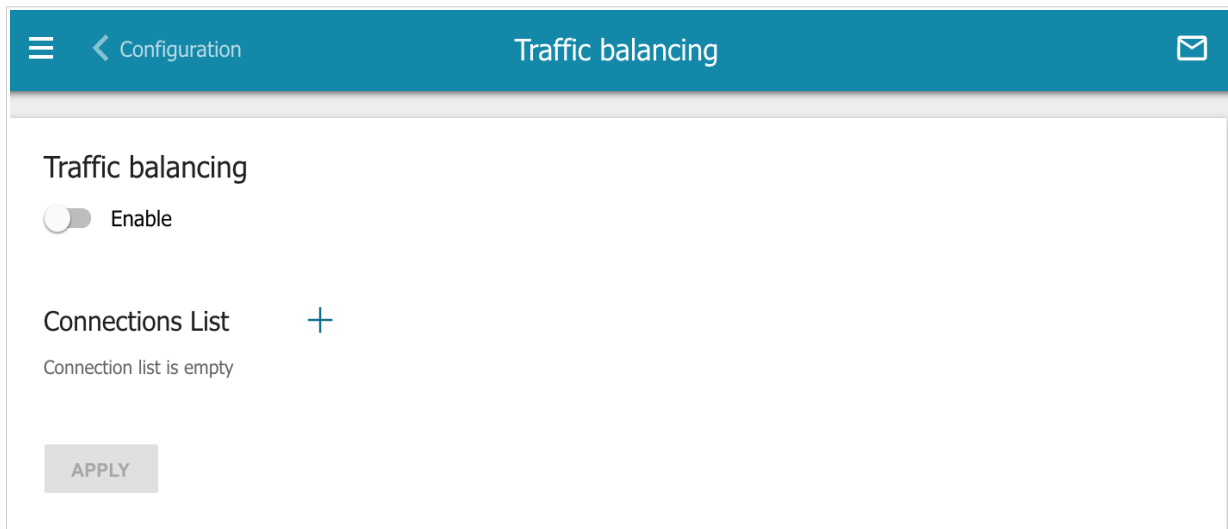 Configuration
Traffic balancing
Traffic balancing
Enable
Connections List
Connection list is empty
APPLY